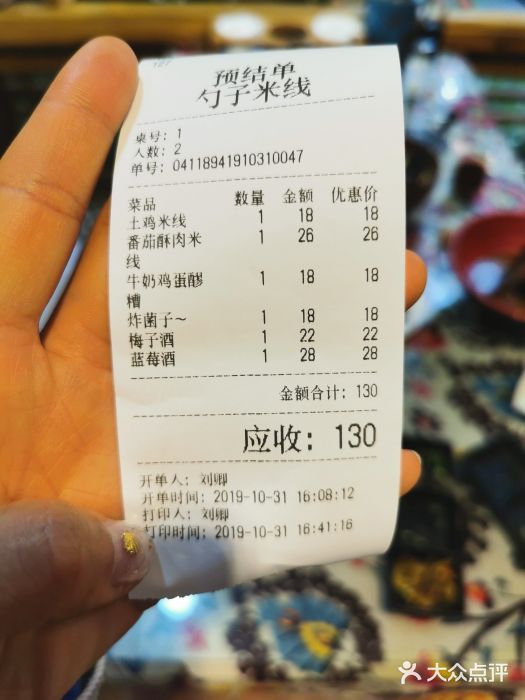 127
预结单
勺子米线
桌号: 1
人数: 2
单号: 04118941910310047
菜品 数量 金额 优惠价
土鸡米线 1 18 18
番茄酥肉米 1 26 26
线
牛奶鸡蛋醪 1 18 18
糟
炸菌子~ 1 18 18
梅子酒 1 22 22
蓝莓酒 1 28 28
金额合计: 130
应收: 130
开单人: 刘卿
开单时间: 2019-10-31 16:08:12
打印人: 刘卿
打印时间: 2019-10-31 16:41:16
大众点评